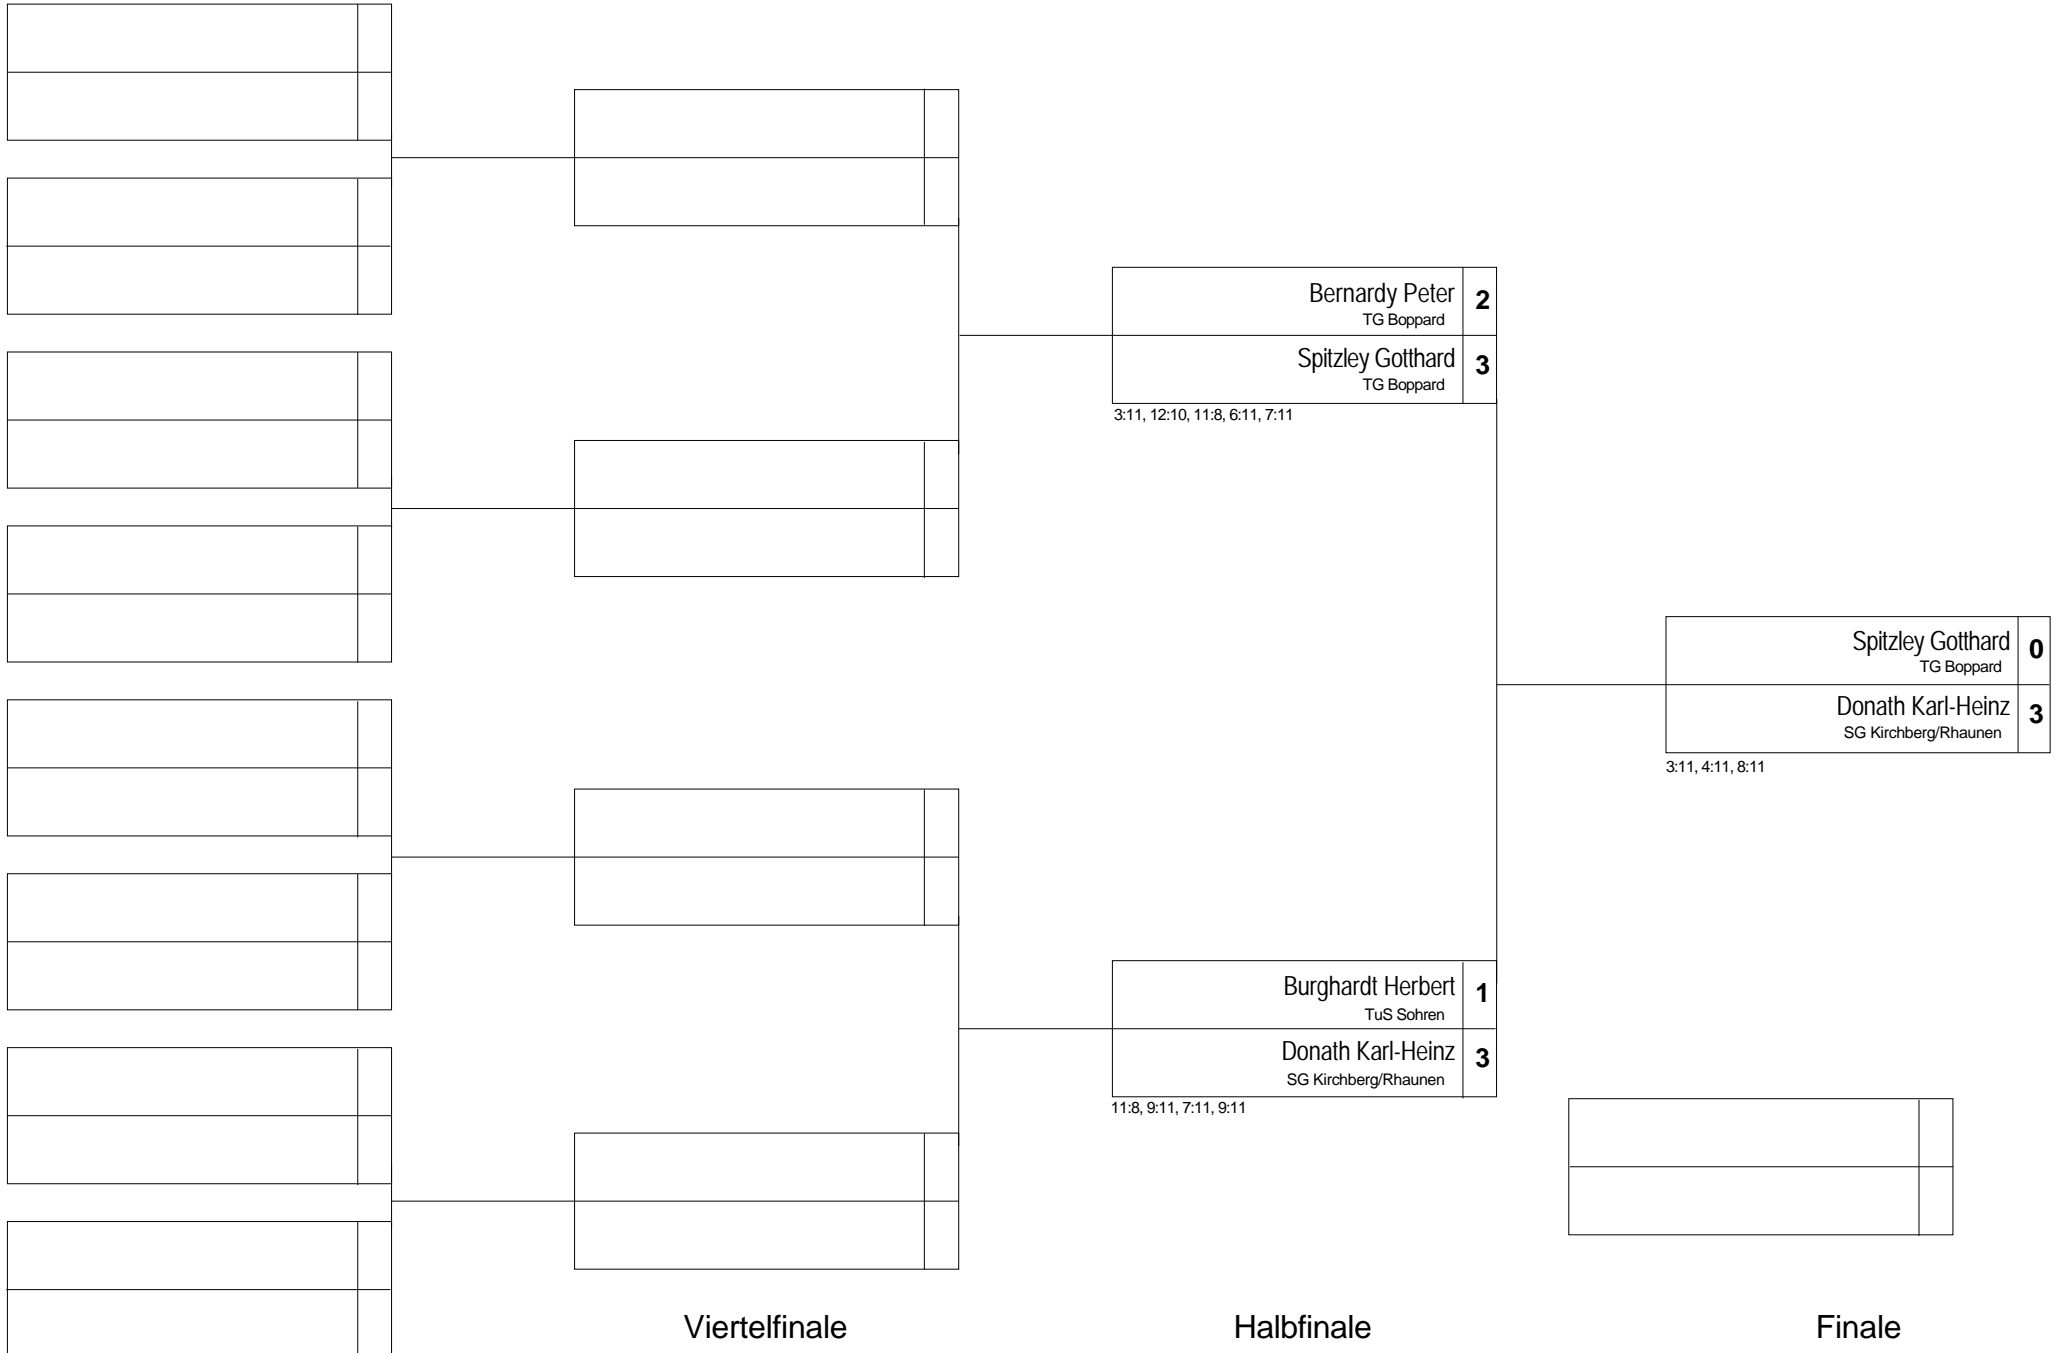 Bernardy Peter 2
TG Boppard
Spitzley Gotthard 3
TG Boppard
3:11, 12:10, 11:8, 6:11, 7:11
Spitzley Gotthard 0
TG Boppard
Donath Karl-Heinz 3
SG Kirchberg/Rhaunen
3:11, 4:11, 8:11
Burghardt Herbert 1
TuS Sohren
Donath Karl-Heinz 3
SG Kirchberg/Rhaunen
11:8, 9:11, 7:11, 9:11
Viertelfinale Halbfinale Finale